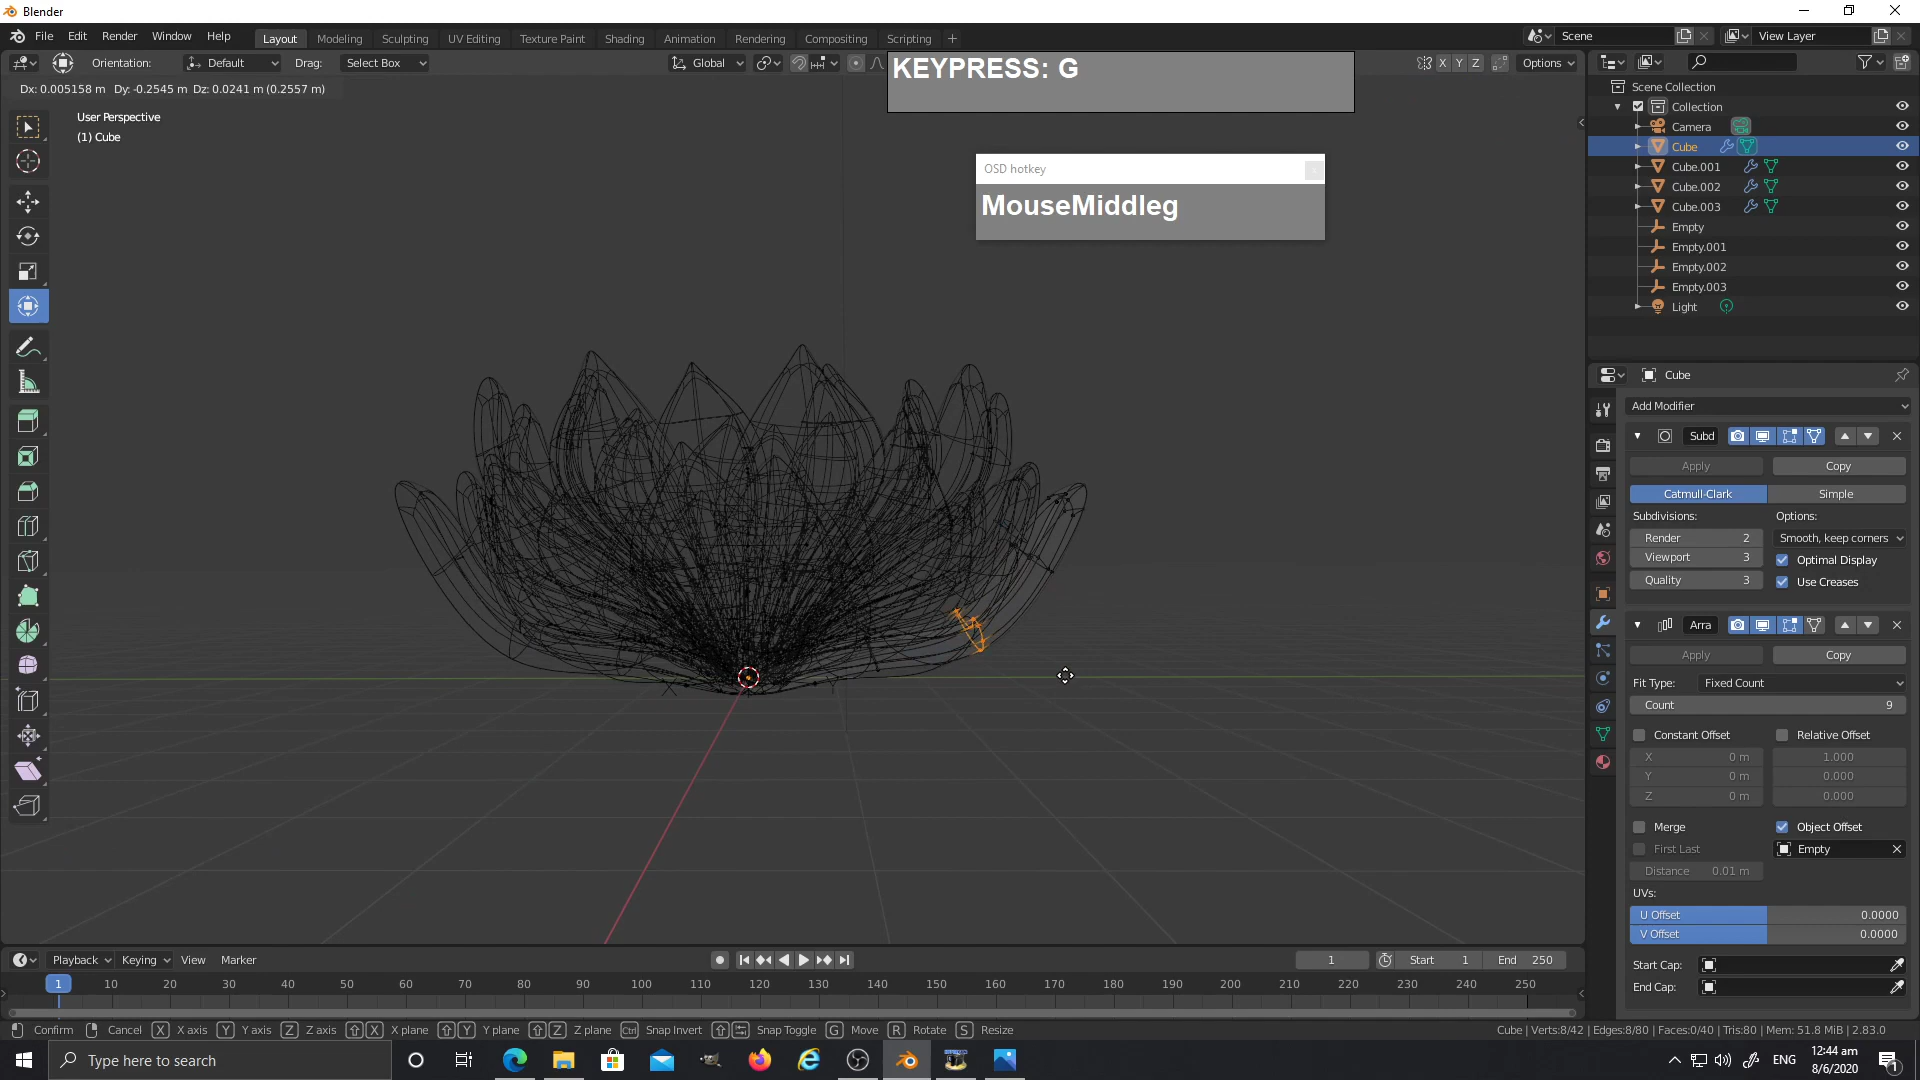 Blender
File Edit Render Window Help
Layout Modeling Sculpting UV Editing Texture Paint Shading Animation Rendering Compositing Scripting
Scene
View Layer
Orientation: Default Drag: Select Box
Global
X Y Z Options
KEYPRESS: G
Dx: 0.005158 m Dy: -0.2545 m Dz: 0.0241 m (0.2557 m)
User Perspective
(1) Cube
OSD hotkey
MouseMiddleg
Scene Collection
Collection
Camera
Cube
Cube.001
Cube.002
Cube.003
Empty
Empty.001
Empty.002
Empty.003
Light
Cube
Add Modifier
Subd
Apply Copy
Catmull-Clark Simple
Subdivisions: Options:
Render 2 Smooth, keep corners
Viewport 3 Optimal Display
Quality 3 Use Creases
Arra
Apply Copy
Fit Type: Fixed Count
Count 9
Constant Offset Relative Offset
X 0 m 1.000
Y 0 m 0.000
Z 0 m 0.000
Merge Object Offset
First Last Empty
Distance 0.01 m
UVs:
U Offset 0.0000
V Offset 0.0000
Start Cap:
End Cap:
Playback Keying View Marker
1 Start 1 End 250
1 10 20 30 40 50 60 70 80 90 100 110 120 130 140 150 160 170 180 190 200 210 220 230 240 250
Confirm Cancel X X axis Y Y axis Z Z axis X X plane Y Y plane Z Z plane Ctrl Snap Invert Snap Toggle G Move R Rotate S Resize
Cube | Verts:8/42 | Edges:8/80 | Faces:0/40 | Tris:80 | Mem: 51.8 MiB | 2.83.0
Type here to search
ENG
12:44 am
8/6/2020
1